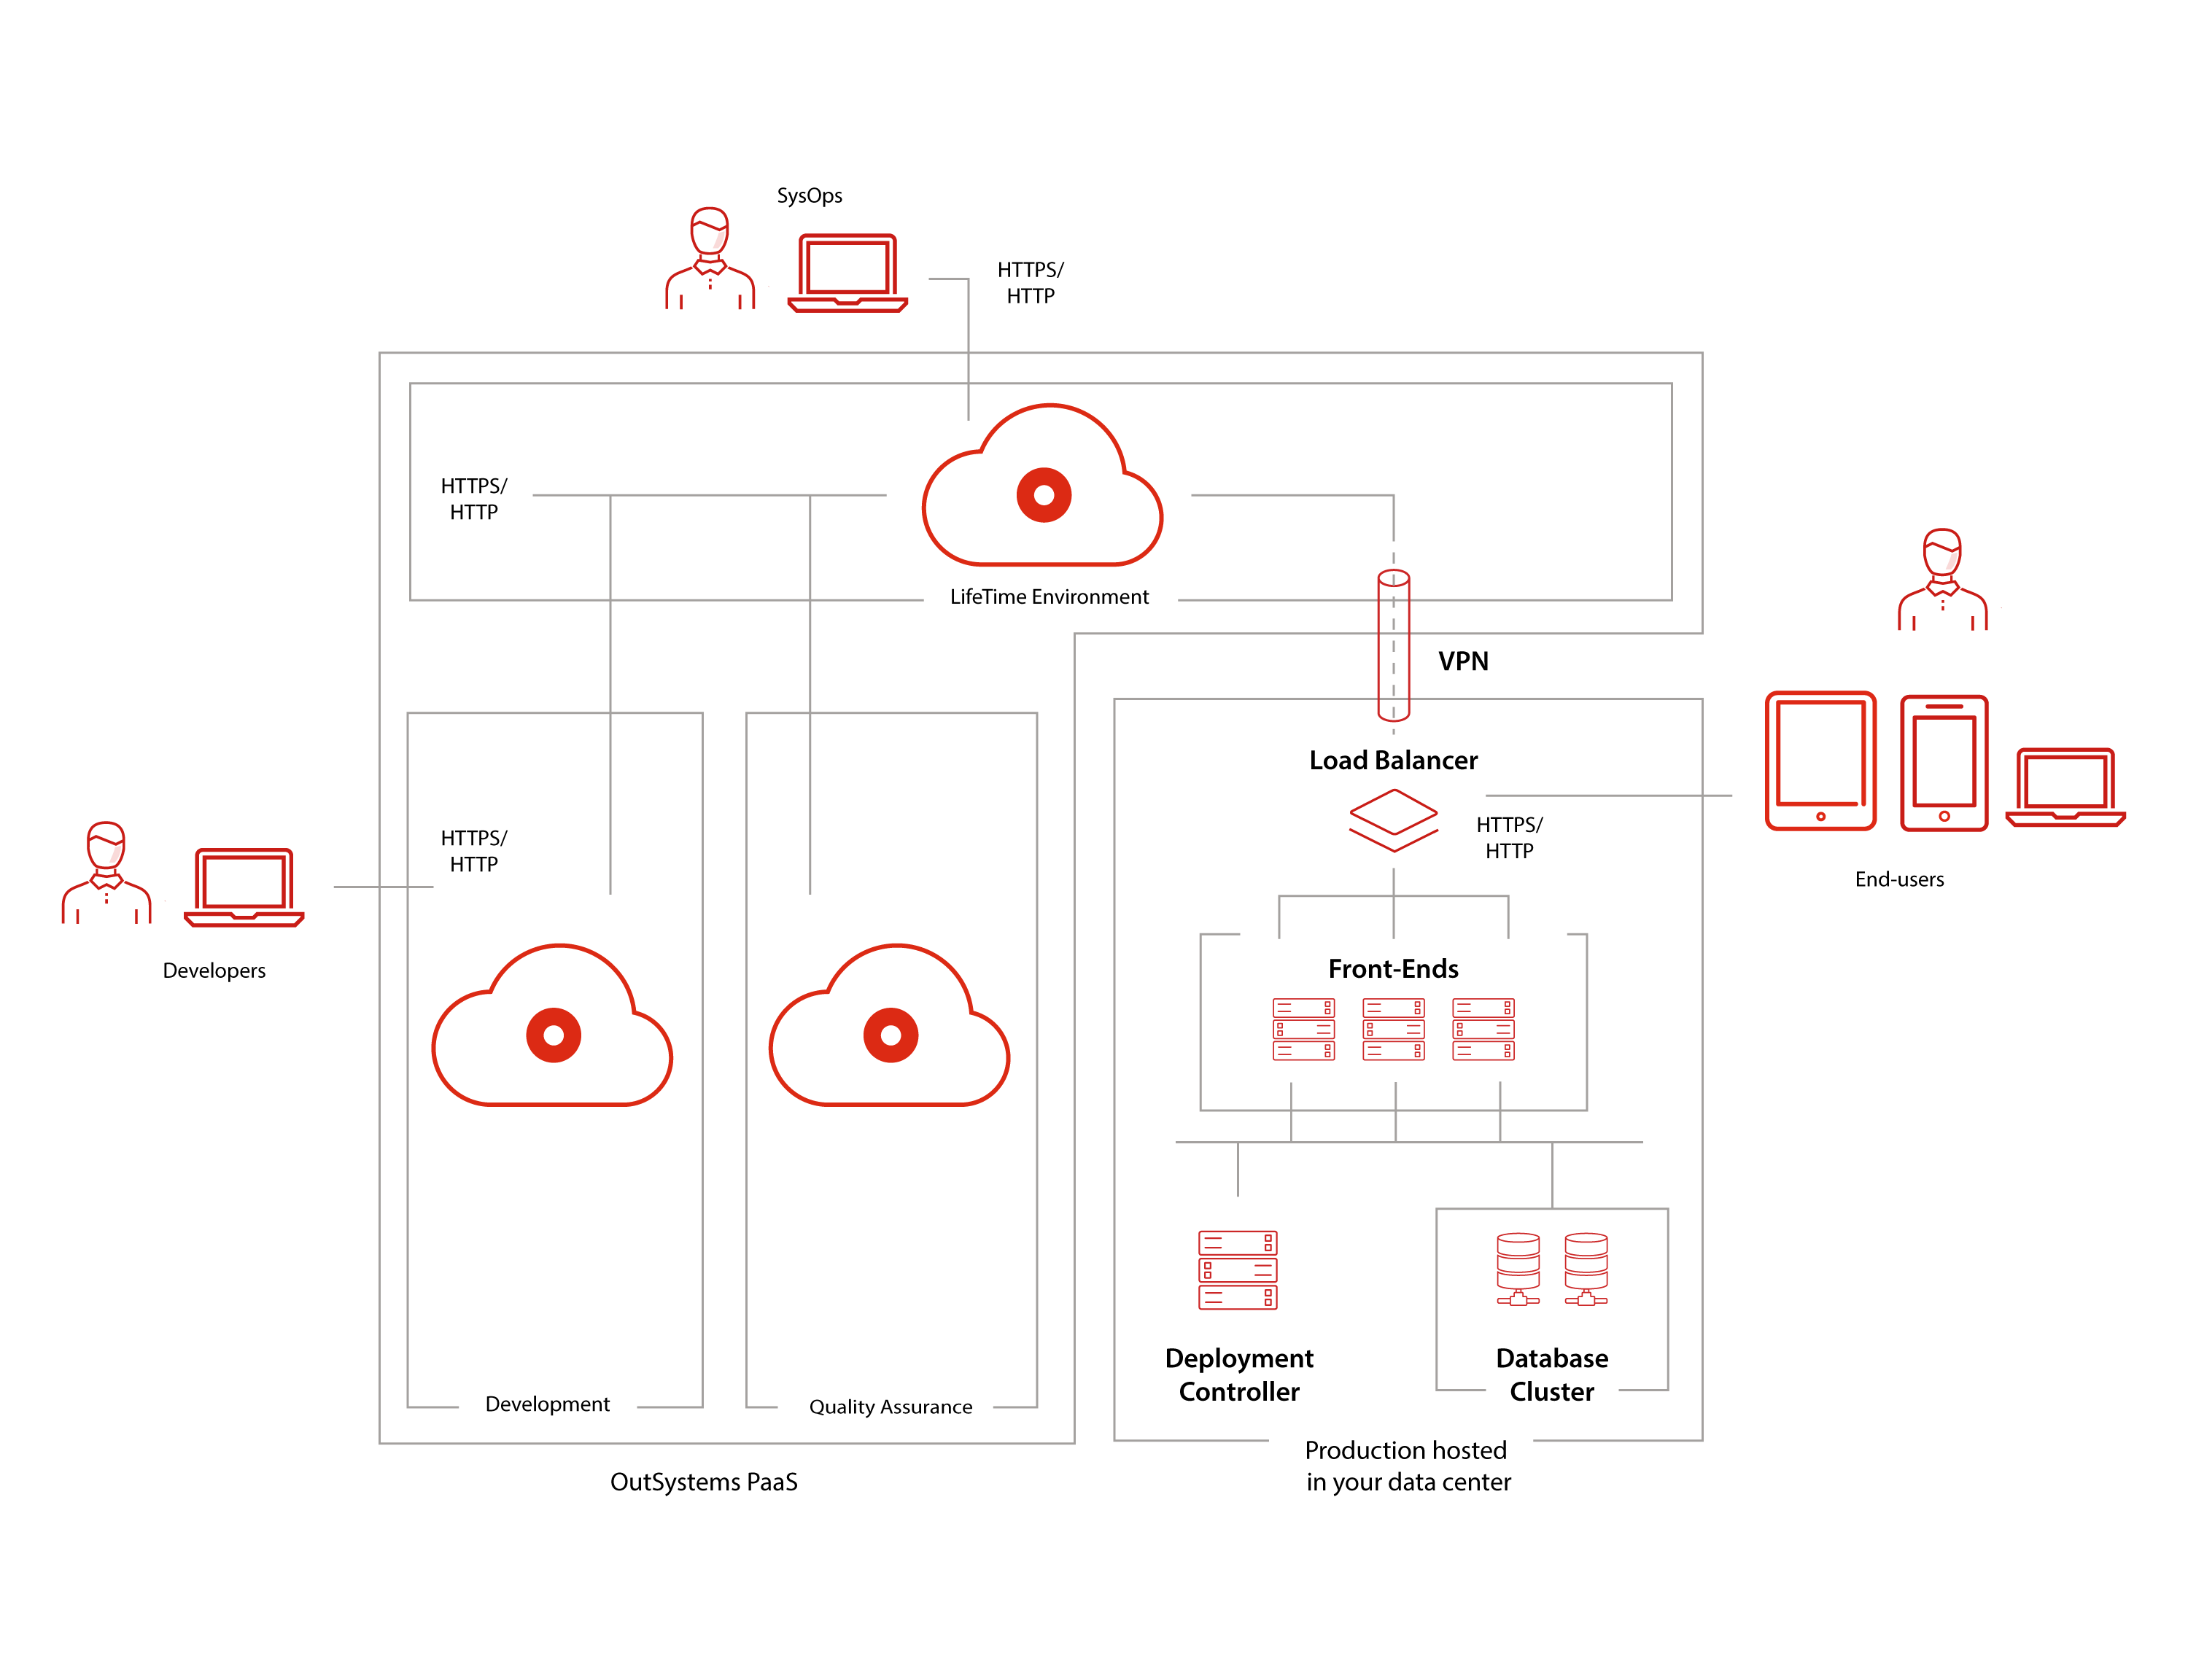 SysOps
HTTPS/
HTTP
HTTPS/
HTTP
LifeTime Environment
VPN
Load Balancer
HTTPS/
HTTP
End-users
HTTPS/
HTTP
Developers
Front-Ends
Deployment
Controller
Database
Cluster
Development
Quality Assurance
Production hosted
in your data center
OutSystems PaaS